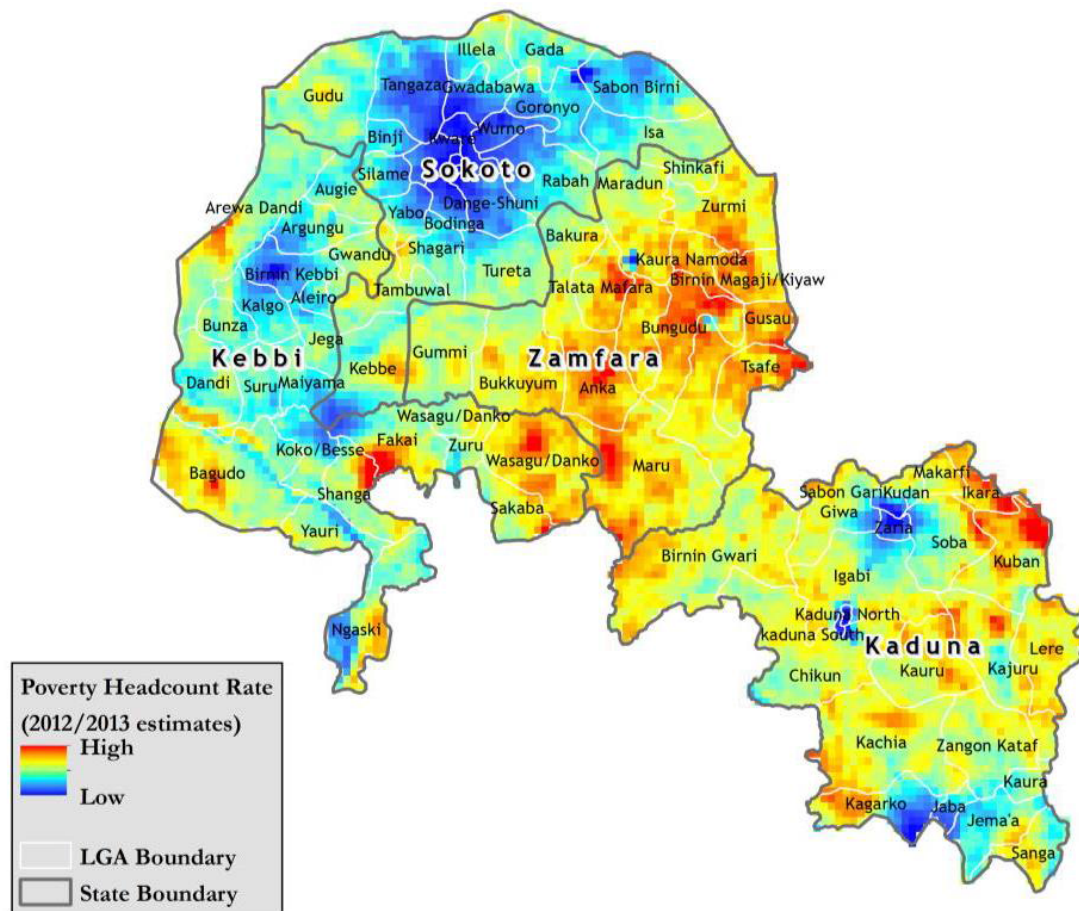 Illela
Gada
Tangaza
Gwadabawa
Sabon Birni
Gudu
Goronyo
Binji
Kware
Wurno
Isa
Sokoto
Silame
Rabah
Maradun
Shinkafi
Augie
Arewa Dandi
Yabo
Dange-Shuni
Bodinga
Zurmi
Argungu
Shagari
Bakura
Gwandu
Kaura Namoda
Birnin Kebbi
Tureta
Talata Mafara
Birnin Magaji/Kiyaw
Kalgo
Aleiro
Tambuwal
Bunza
Bungudu
Gusau
Jega
Kebbi
Kebbe
Gummi
Zamfara
Tsafe
Dandi
Suru
Maiyama
Bukkuyum
Anka
Wasagu/Danko
Koko/Besse
Fakai
Zuru
Wasagu/Danko
Maru
Bagudo
Shanga
Sakaba
Yauri
Makarfi
Sabon Gari
Kudan
Ikara
Giwa
Zaria
Soba
Kuban
Birnin Gwari
Igabi
Kaduna North
kaduna South
Kaduna
Lere
Ngaski
Chikun
Kauru
Kajuru
Kachia
Zangon Kataf
Kaura
Kagarko
Jaba
Jema'a
Sanga
Poverty Headcount Rate
(2012/2013 estimates)
High
Low
LGA Boundary
State Boundary